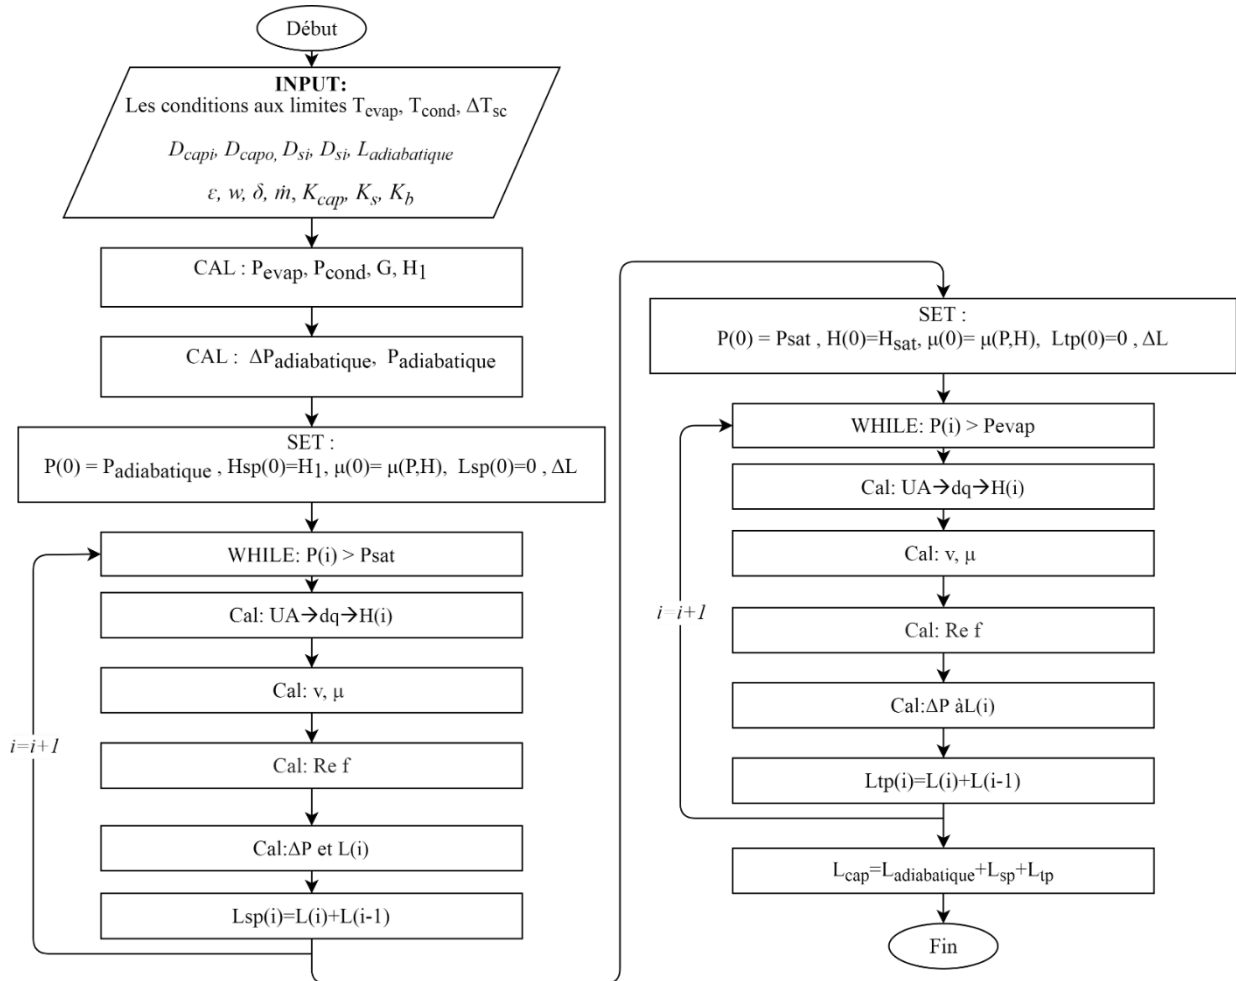 Début
INPUT:
Les conditions aux limites Tevap, Tcond, ΔTsc
Dcapi, Dcapo, Dsi, Dsi, Ladiabatique
ε, w, δ, ṁ, Kcap, Ks, Kb
CAL : Pevap, Pcond, G, H1
CAL : ΔPadiabatique, Padiabatique
SET :
P(0) = Padiabatique , Hsp(0)=H1, μ(0)= μ(P,H), Lsp(0)=0 , ΔL
WHILE: P(i) > Psat
Cal: UA→dq→H(i)
Cal: v, μ
Cal: Re f
Cal:ΔP et L(i)
Lsp(i)=L(i)+L(i-1)
i=i+1
SET :
P(0) = Psat , H(0)=Hsat, μ(0)= μ(P,H), Ltp(0)=0 , ΔL
WHILE: P(i) > Pevap
Cal: UA→dq→H(i)
Cal: v, μ
Cal: Re f
Cal:ΔP àL(i)
Ltp(i)=L(i)+L(i-1)
i=i+1
Lcap=Ladiabatique+Lsp+Ltp
Fin